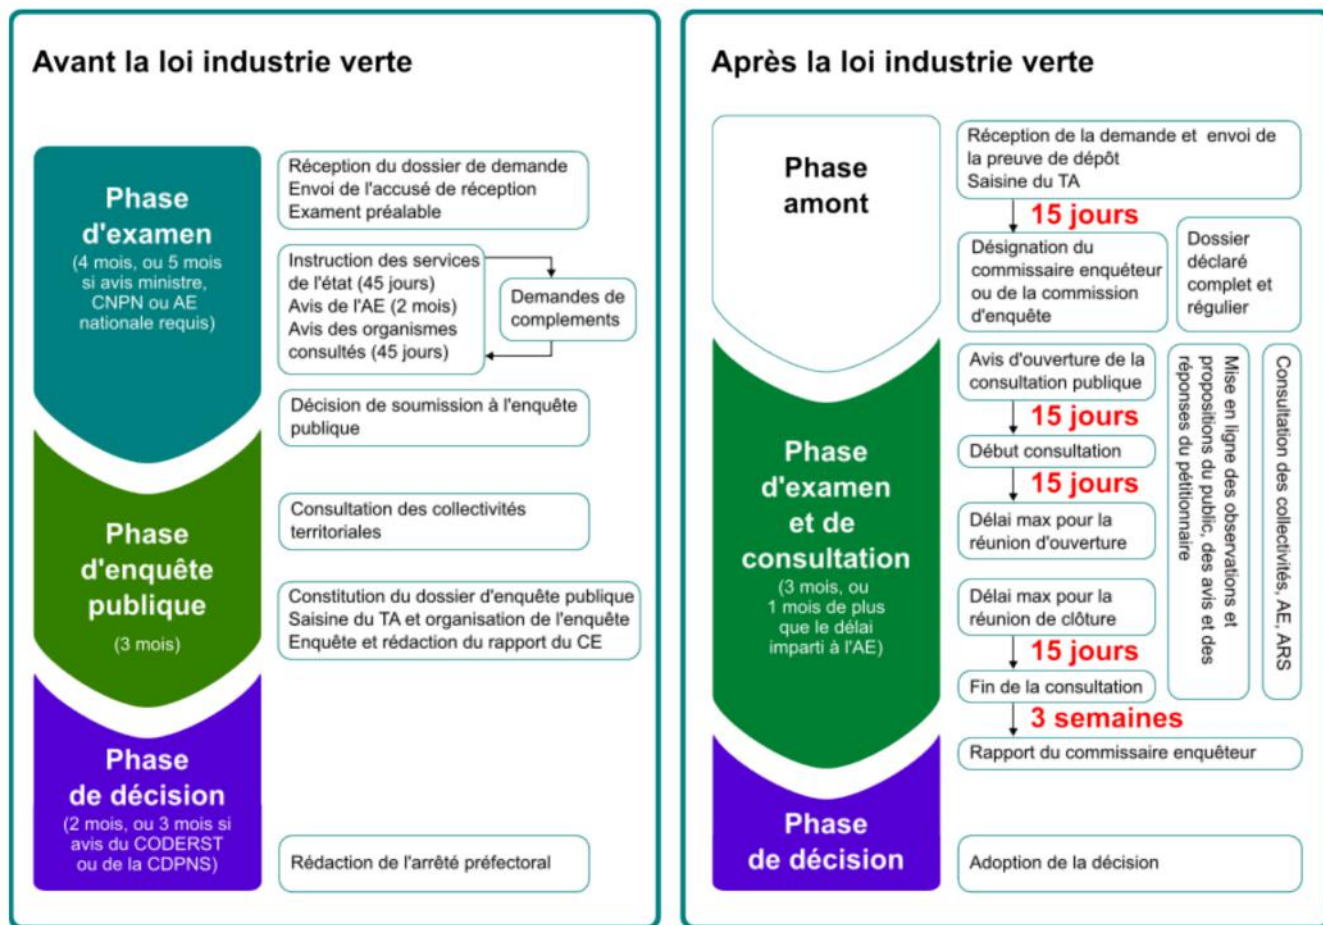 Avant la loi industrie verte
Phase
d'examen
(4 mois, ou 5 mois
si avis ministre,
CNPN ou AE
nationale requis)
Réception du dossier de demande
Envoi de l'accusé de réception
Exament préalable
Instruction des services
de l'état (45 jours)
Avis de l'AE (2 mois)
Avis des organismes
consultés (45 jours)
Demandes de
complements
Décision de soumission à l'enquête
publique
Phase
d'enquête
publique
(3 mois)
Consultation des collectivités
territoriales
Constitution du dossier d'enquête publique
Saisine du TA et organisation de l'enquête
Enquête et rédaction du rapport du CE
Phase
de décision
(2 mois, ou 3 mois si
avis du CODERST
ou de la CDPNS)
Rédaction de l'arrêté préfectoral
Après la loi industrie verte
Phase
amont
Réception de la demande et envoi de
la preuve de dépôt
Saisine du TA
15 jours
Désignation du
commissaire enquéteur
ou de la commission
d'enquête
Dossier
déclaré
complet et
régulier
Phase
d'examen
et de
consultation
(3 mois, ou
1 mois de plus
que le délai
imparti à l'AE)
Avis d'ouverture de la
consultation publique
15 jours
Début consultation
15 jours
Délai max pour la
réunion d'ouverture
Délai max pour la
réunion de clôture
15 jours
Fin de la consultation
3 semaines
Rapport du commissaire enquêteur
Mise en ligne des observations et
propositions du public, des avis et des
réponses du pétitionnaire
Consultation des collectivités, AE, ARS
Phase
de décision
Adoption de la décision